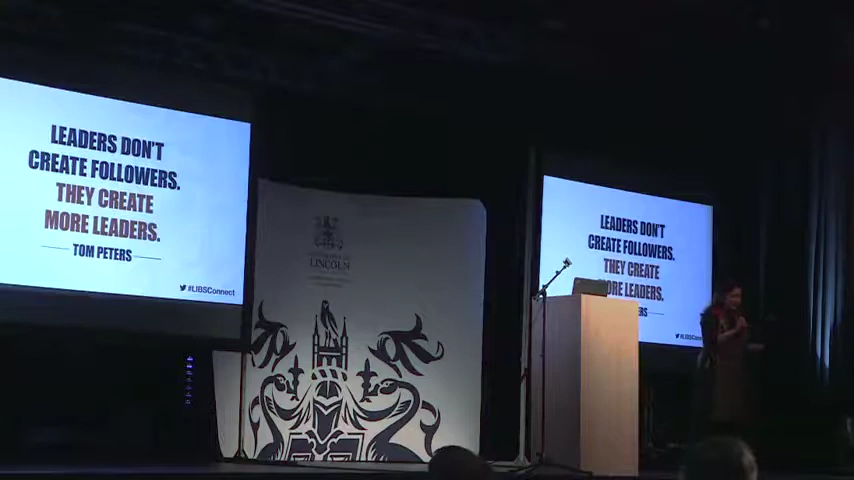 LEADERS DON'T
CREATE FOLLOWERS.
THEY CREATE
MORE LEADERS.
TOM PETERS
#LIBSConnect
LINCOLN
LEADERS DON'T
CREATE FOLLOWERS.
THEY CREATE
MORE LEADERS.
#LIBSConn